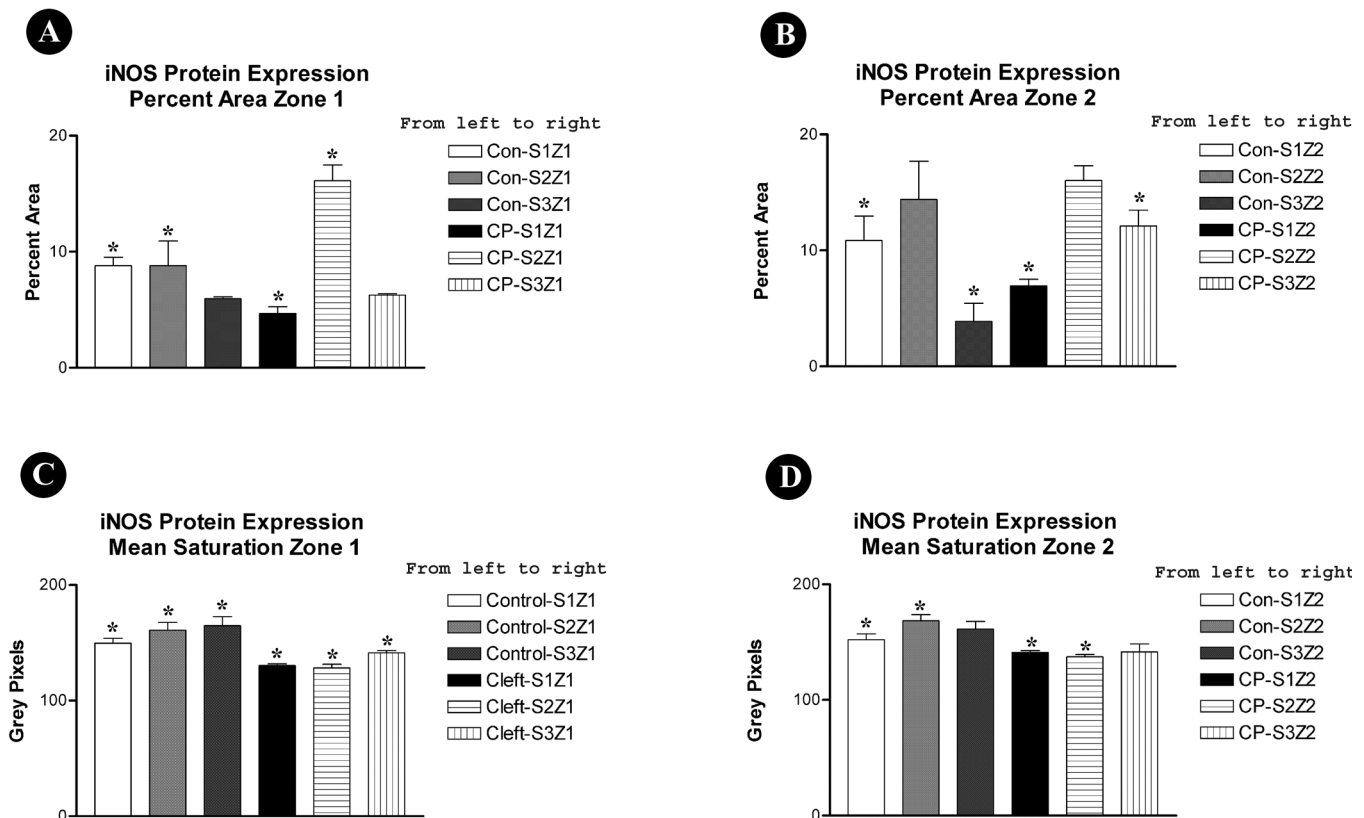 A
iNOS Protein Expression
Percent Area Zone 1
From left to right
20
10
0
Percent Area
*
*
*
*
Con-S1Z1
Con-S2Z1
Con-S3Z1
CP-S1Z1
CP-S2Z1
CP-S3Z1
B
iNOS Protein Expression
Percent Area Zone 2
From left to right
20
10
0
Percent Area
*
*
*
*
Con-S1Z2
Con-S2Z2
Con-S3Z2
CP-S1Z2
CP-S2Z2
CP-S3Z2
C
iNOS Protein Expression
Mean Saturation Zone 1
From left to right
200
100
0
Grey Pixels
*
*
*
*
*
*
Control-S1Z1
Control-S2Z1
Control-S3Z1
Cleft-S1Z1
Cleft-S2Z1
Cleft-S3Z1
D
iNOS Protein Expression
Mean Saturation Zone 2
From left to right
200
100
0
Grey Pixels
*
*
*
*
Con-S1Z2
Con-S2Z2
Con-S3Z2
CP-S1Z2
CP-S2Z2
CP-S3Z2